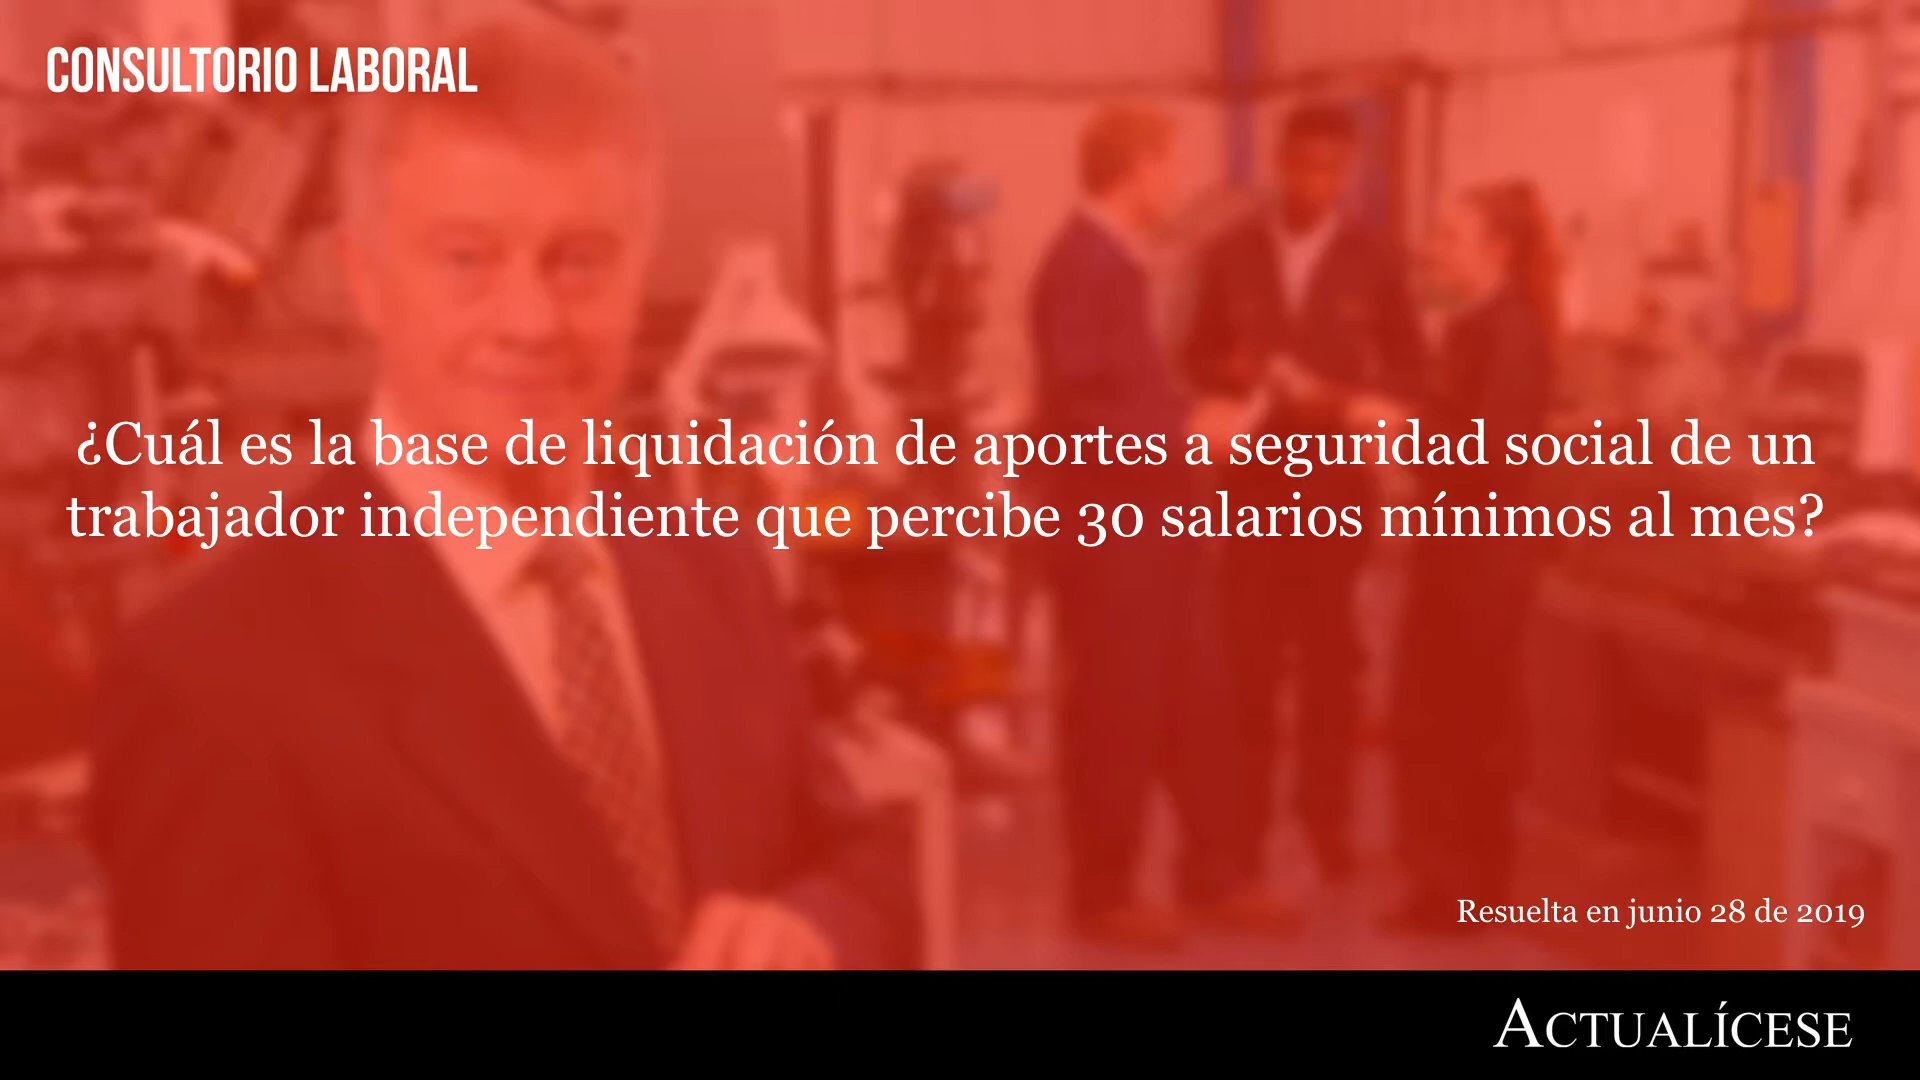 CONSULTORIO LABORAL
¿Cuál es la base de liquidación de aportes a seguridad social de un
trabajador independiente que percibe 30 salarios mínimos al mes?
Resuelta en junio 28 de 2019
ACTUALÍCESE